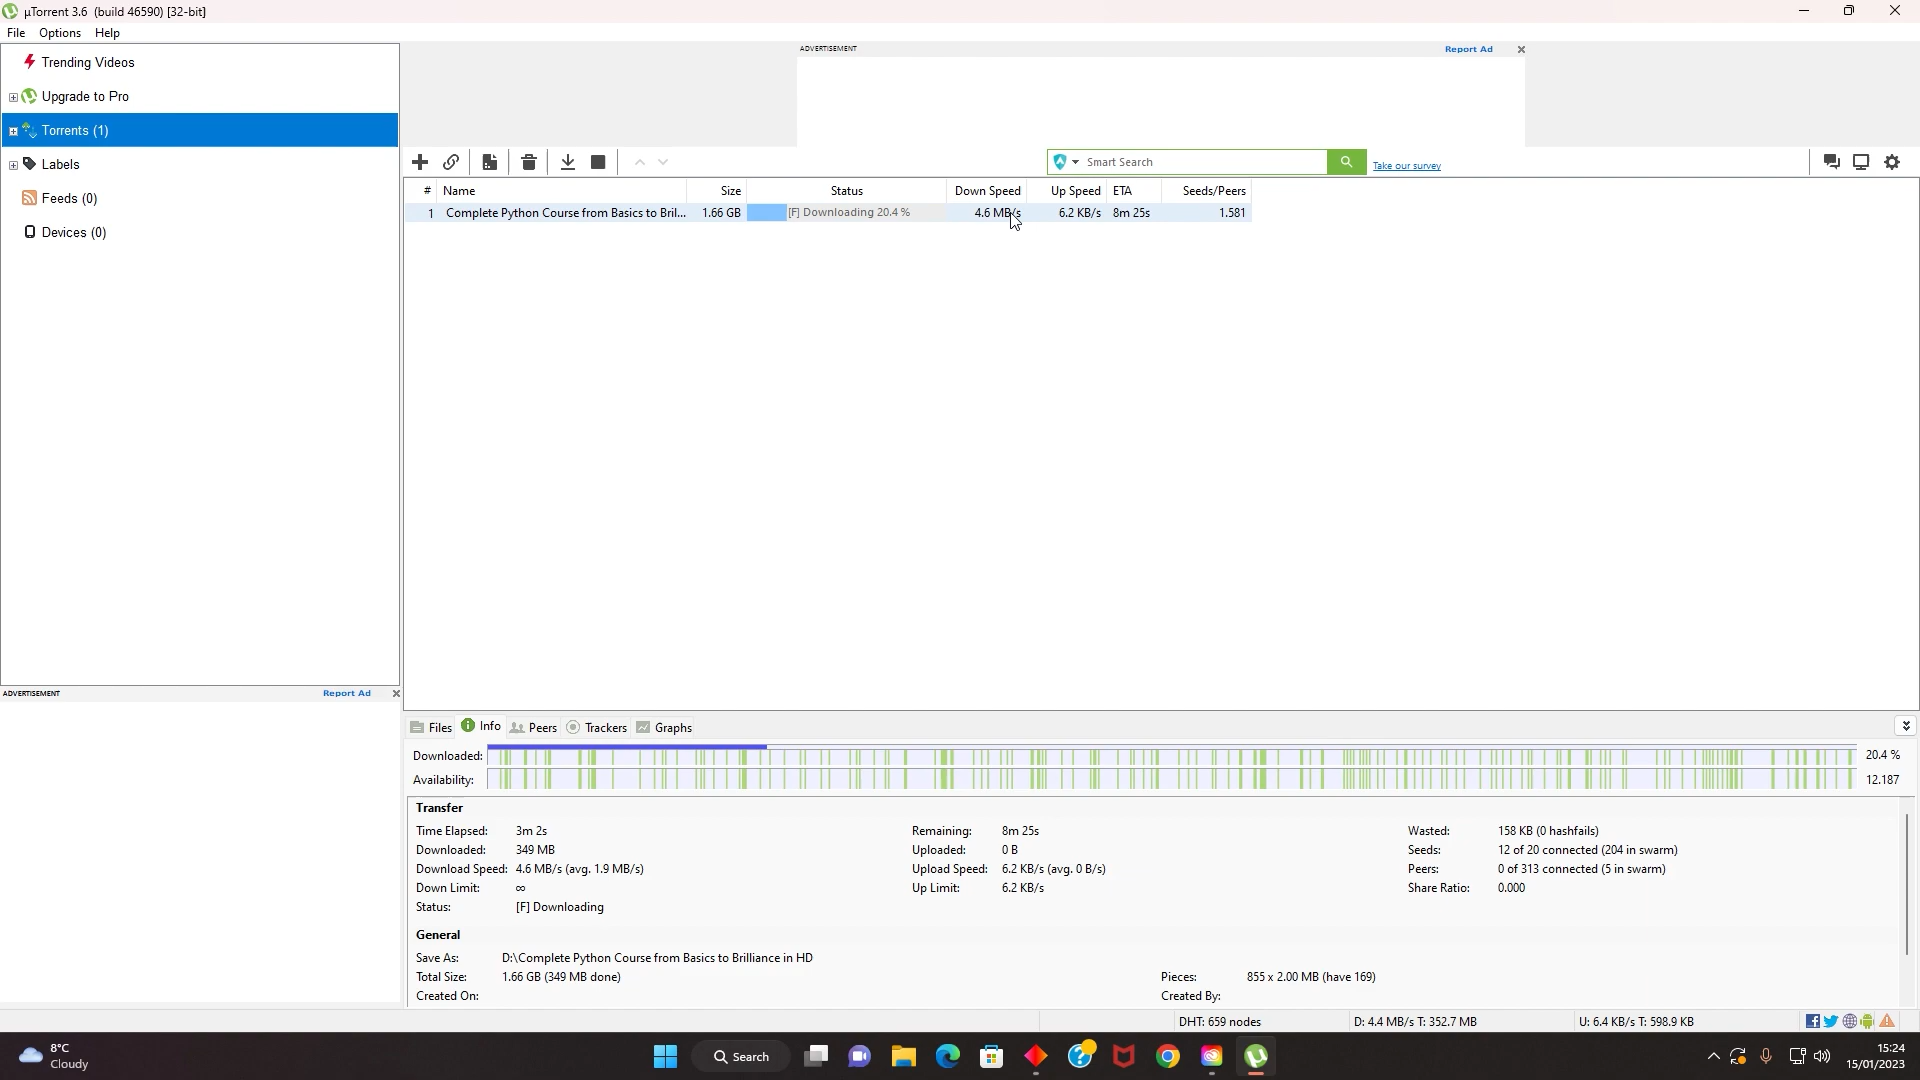 µTorrent 3.6 (build 46590) [32-bit]
File Options Help
Trending Videos
Upgrade to Pro
Torrents (1)
Labels
Feeds (0)
Devices (0)
ADVERTISEMENT Report Ad
Smart Search Take our survey
# Name Size Status Down Speed Up Speed ETA Seeds/Peers
1 Complete Python Course from Basics to Bril... 1.66 GB [F] Downloading 20.4 % 4.6 MB/s 6.2 KB/s 8m 25s 1.581
ADVERTISEMENT Report Ad
Files Info Peers Trackers Graphs
Downloaded: 20.4 %
Availability: 12.187
Transfer
Time Elapsed: 3m 2s Remaining: 8m 25s Wasted: 158 KB (0 hashfails)
Downloaded: 349 MB Uploaded: 0 B Seeds: 12 of 20 connected (204 in swarm)
Download Speed: 4.6 MB/s (avg. 1.9 MB/s) Upload Speed: 6.2 KB/s (avg. 0 B/s) Peers: 0 of 313 connected (5 in swarm)
Down Limit: ∞ Up Limit: 6.2 KB/s Share Ratio: 0.000
Status: [F] Downloading
General
Save As: D:\Complete Python Course from Basics to Brilliance in HD
Total Size: 1.66 GB (349 MB done) Pieces: 855 x 2.00 MB (have 169)
Created On: Created By:
DHT: 659 nodes D: 4.4 MB/s T: 352.7 MB U: 6.4 KB/s T: 598.9 KB
8°C
Cloudy
Search
15:24
15/01/2023